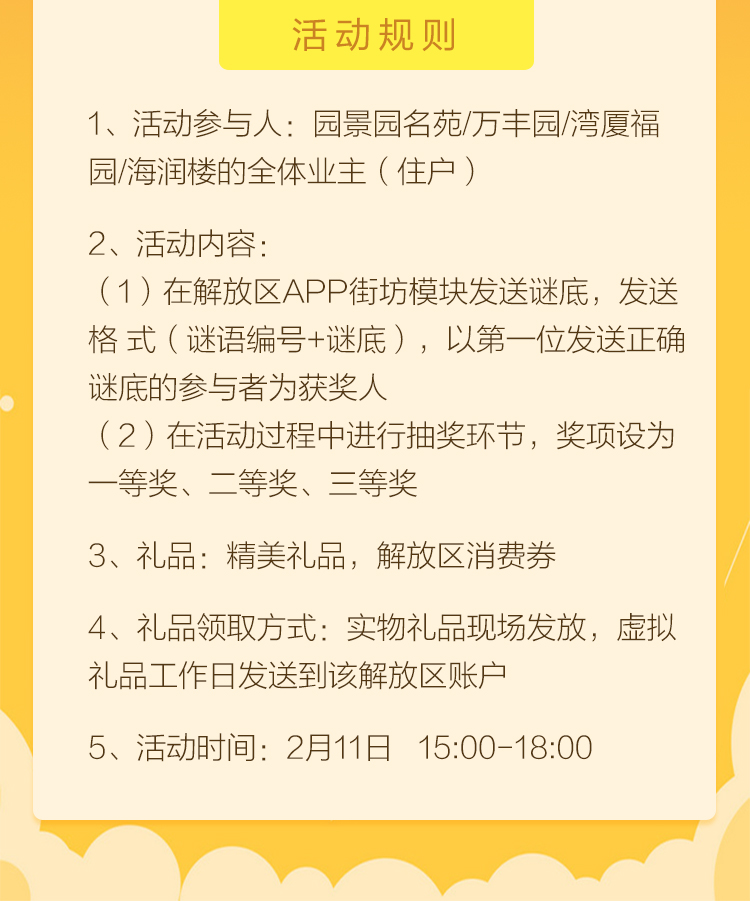 活动规则
1、活动参与人：园景园名苑/万丰园/湾厦福
园/海润楼的全体业主（住户）
2、活动内容：
（1）在解放区APP街坊模块发送谜底，发送
格 式（谜语编号+谜底），以第一位发送正确
谜底的参与者为获奖人
（2）在活动过程中进行抽奖环节，奖项设为
一等奖、二等奖、三等奖
3、礼品：精美礼品，解放区消费券
4、礼品领取方式：实物礼品现场发放，虚拟
礼品工作日发送到该解放区账户
5、活动时间：2月11日 15:00-18:00